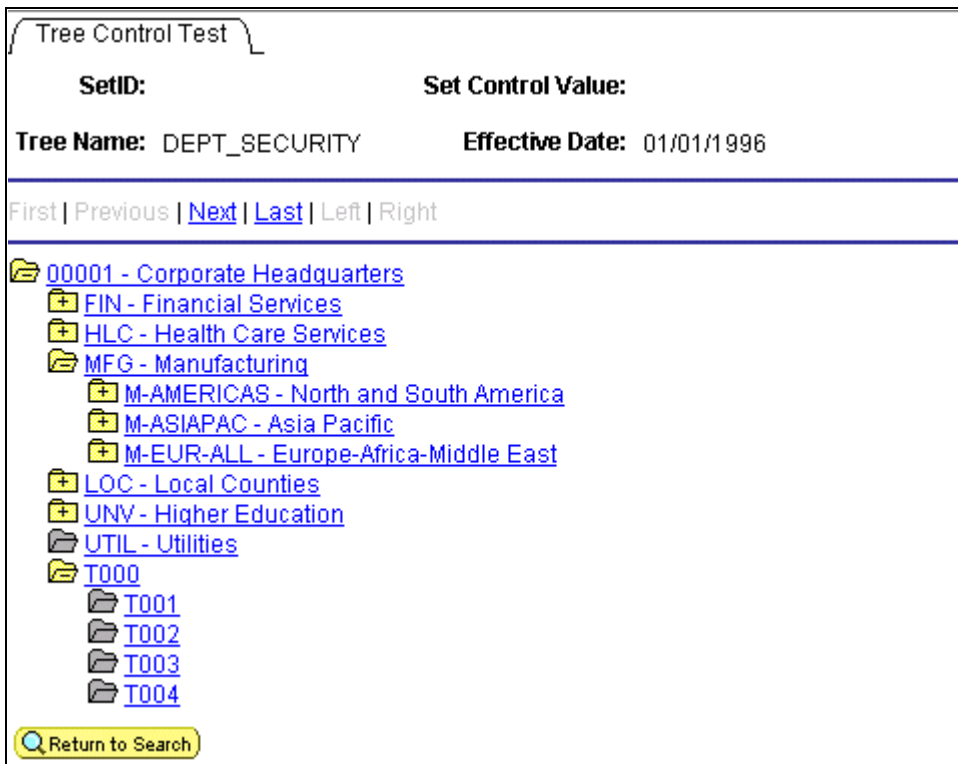 Tree Control Test
SetID: Set Control Value:
Tree Name: DEPT_SECURITY Effective Date: 01/01/1996
First | Previous | Next | Last | Left | Right
00001 - Corporate Headquarters
FIN - Financial Services
HLC - Health Care Services
MFG - Manufacturing
M-AMERICAS - North and South America
M-ASIAPAC - Asia Pacific
M-EUR-ALL - Europe-Africa-Middle East
LOC - Local Counties
UNV - Higher Education
UTIL - Utilities
T000
T001
T002
T003
T004
Return to Search